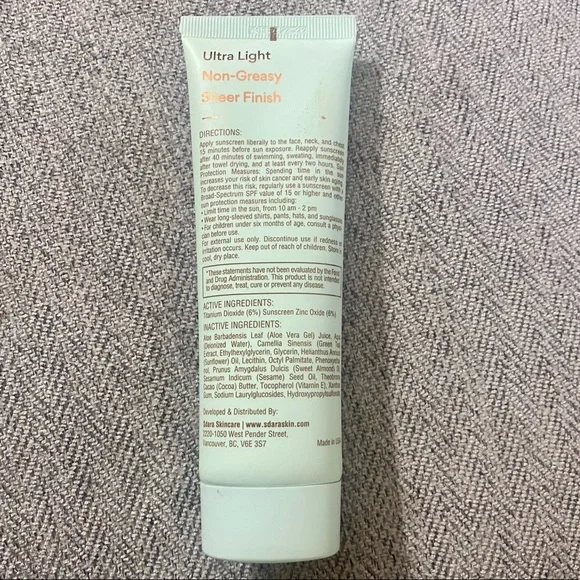 Ultra Light
Non-Greasy
Sheer Finish
DIRECTIONS:
Apply sunscreen liberally to the face, neck, and chest
15 minutes before sun exposure. Reapply sunscreen
after 40 minutes of swimming, sweating, immediately
after towel drying, and at least every two hours. Sun
Protection Measures: Spending time in the sun
increases your risk of skin cancer and early skin aging.
To decrease this risk, regularly use a sunscreen with
Broad-Spectrum SPF value of 15 or higher and other
sun protection measures including:
• Limit time in the sun, from 10 am - 2 pm
• Wear long-sleeved shirts, pants, hats, and sunglasses
• For children under six months of age, consult a
cian before use.
For external use only. Discontinue use if redness or
irritation occurs. Keep out of reach of children. Store in
cool, dry place.
*These statements have not been evaluated by the Food
and Drug Administration. This product is not intended
to diagnose, treat, cure or prevent any disease.
ACTIVE INGREDIENTS:
Titanium Dioxide (6%) Sunscreen Zinc Oxide (6%)
INACTIVE INGREDIENTS:
Aloe Barbadensis Leaf (Aloe Vera Gel) Juice,
(Deionized Water), Camellia Sinensis (Green
Extract, Ethylhexylglycerin, Glycerin, Helianthus
(Sunflower) Oil, Lecithin, Octyl Palmitate,
nol, Prunus Amygdalus Dulcis (Sweet Almond)
Sesamum Indicum (Sesame) Seed Oil,
Cacao (Cocoa) Butter, Tocopherol (Vitamin E),
Gum, Sodium Laurylglucosides,
Developed & Distributed By:
Sdara Skincare | www.sdaraskin.com
2220-1050 West Pender Street,
Vancouver, BC, V6E 3S7
Made in USA